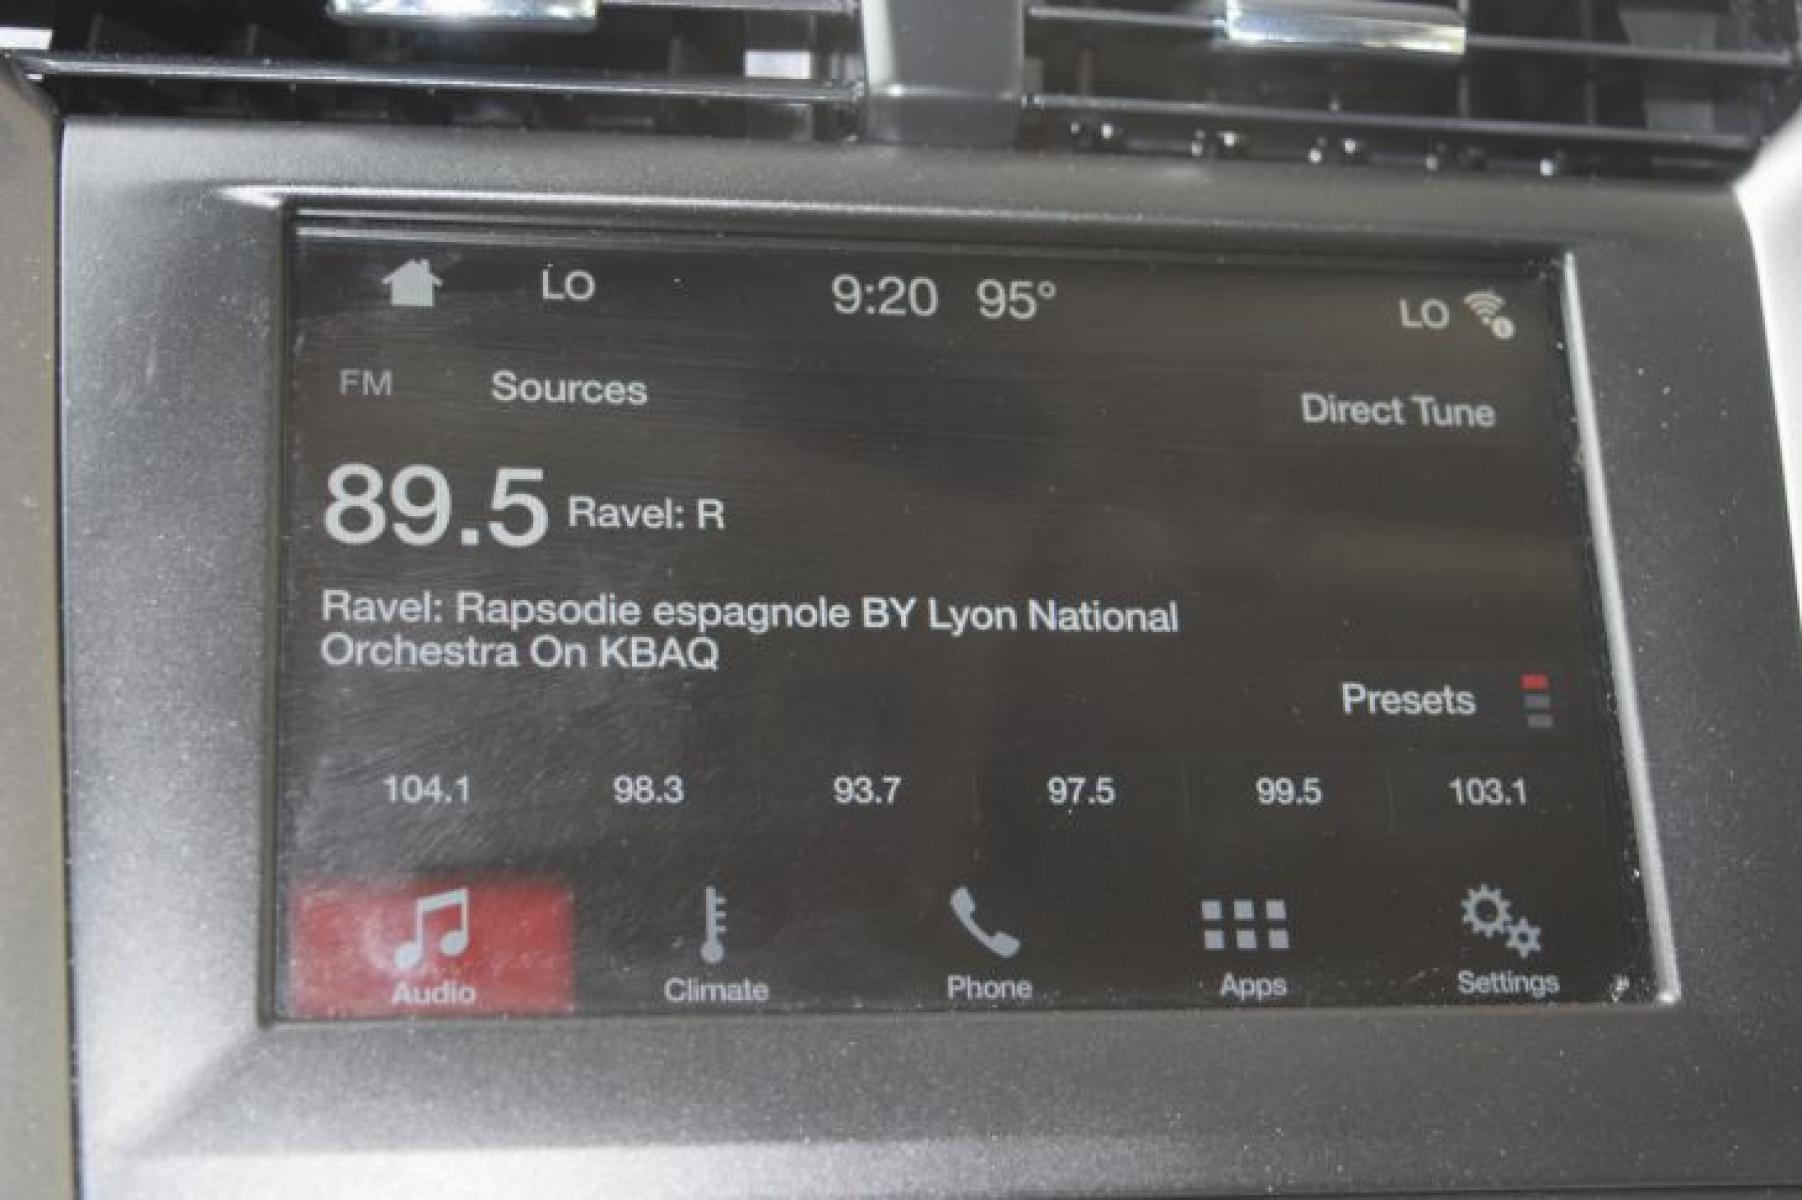 LO 9:20 95° LO
FM Sources Direct Tune
89.5 Ravel: R
Ravel: Rapsodie espagnole BY Lyon National
Orchestra On KBAQ
Presets
104.1 98.3 93.7 97.5 99.5 103.1
Audio Climate Phone Apps Settings